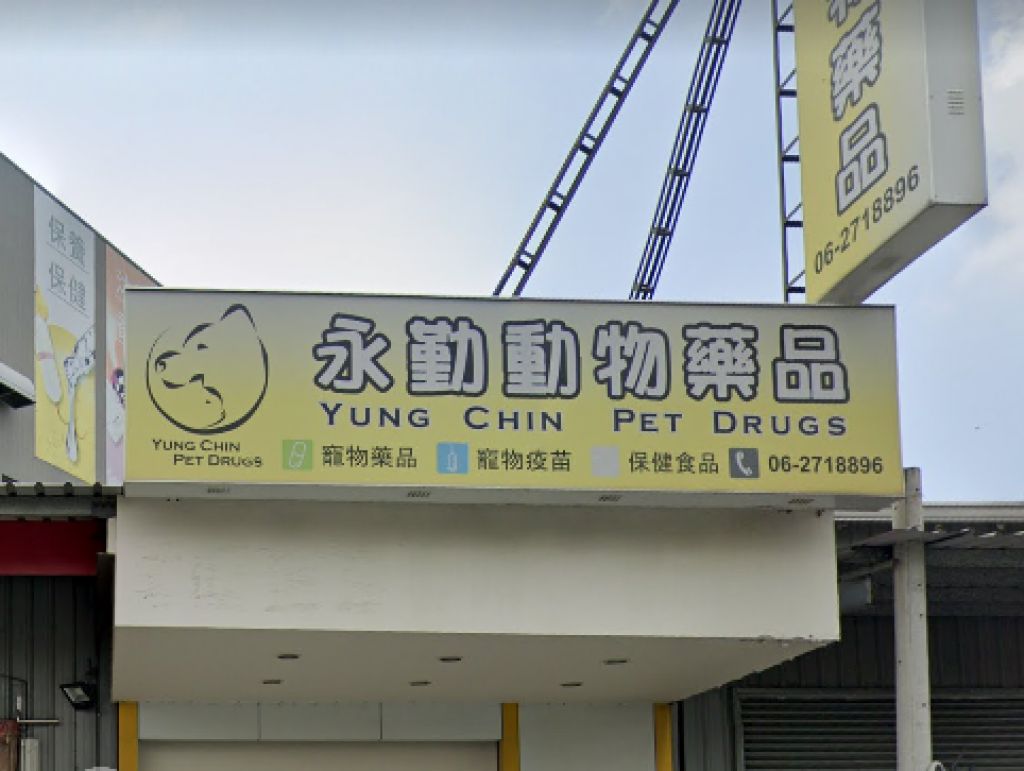 藥品
06-2718896
保養
保健
永勤動物藥品
YUNG CHIN PET DRUGS
YUNG CHIN
PET DRUGS
寵物藥品 寵物疫苗 保健食品 06-2718896